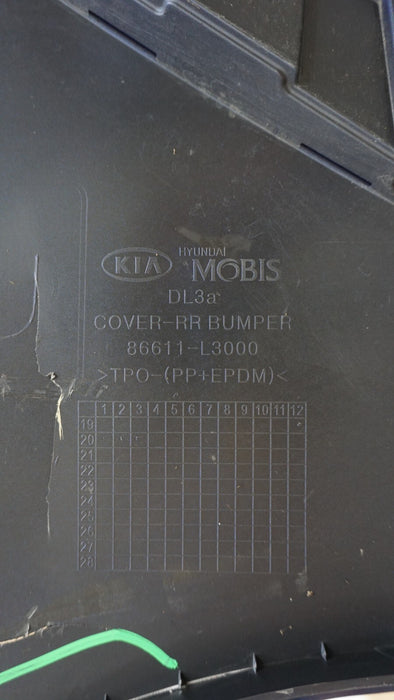 KIA HYUNDAI
MOBIS
DL3a
COVER-RR BUMPER
86611-L3000
>TPO-(PP+EPDM)<
1 2 3 4 5 6 7 8 9 10 11 12
19
20
21
22
23
24
25
26
27
28